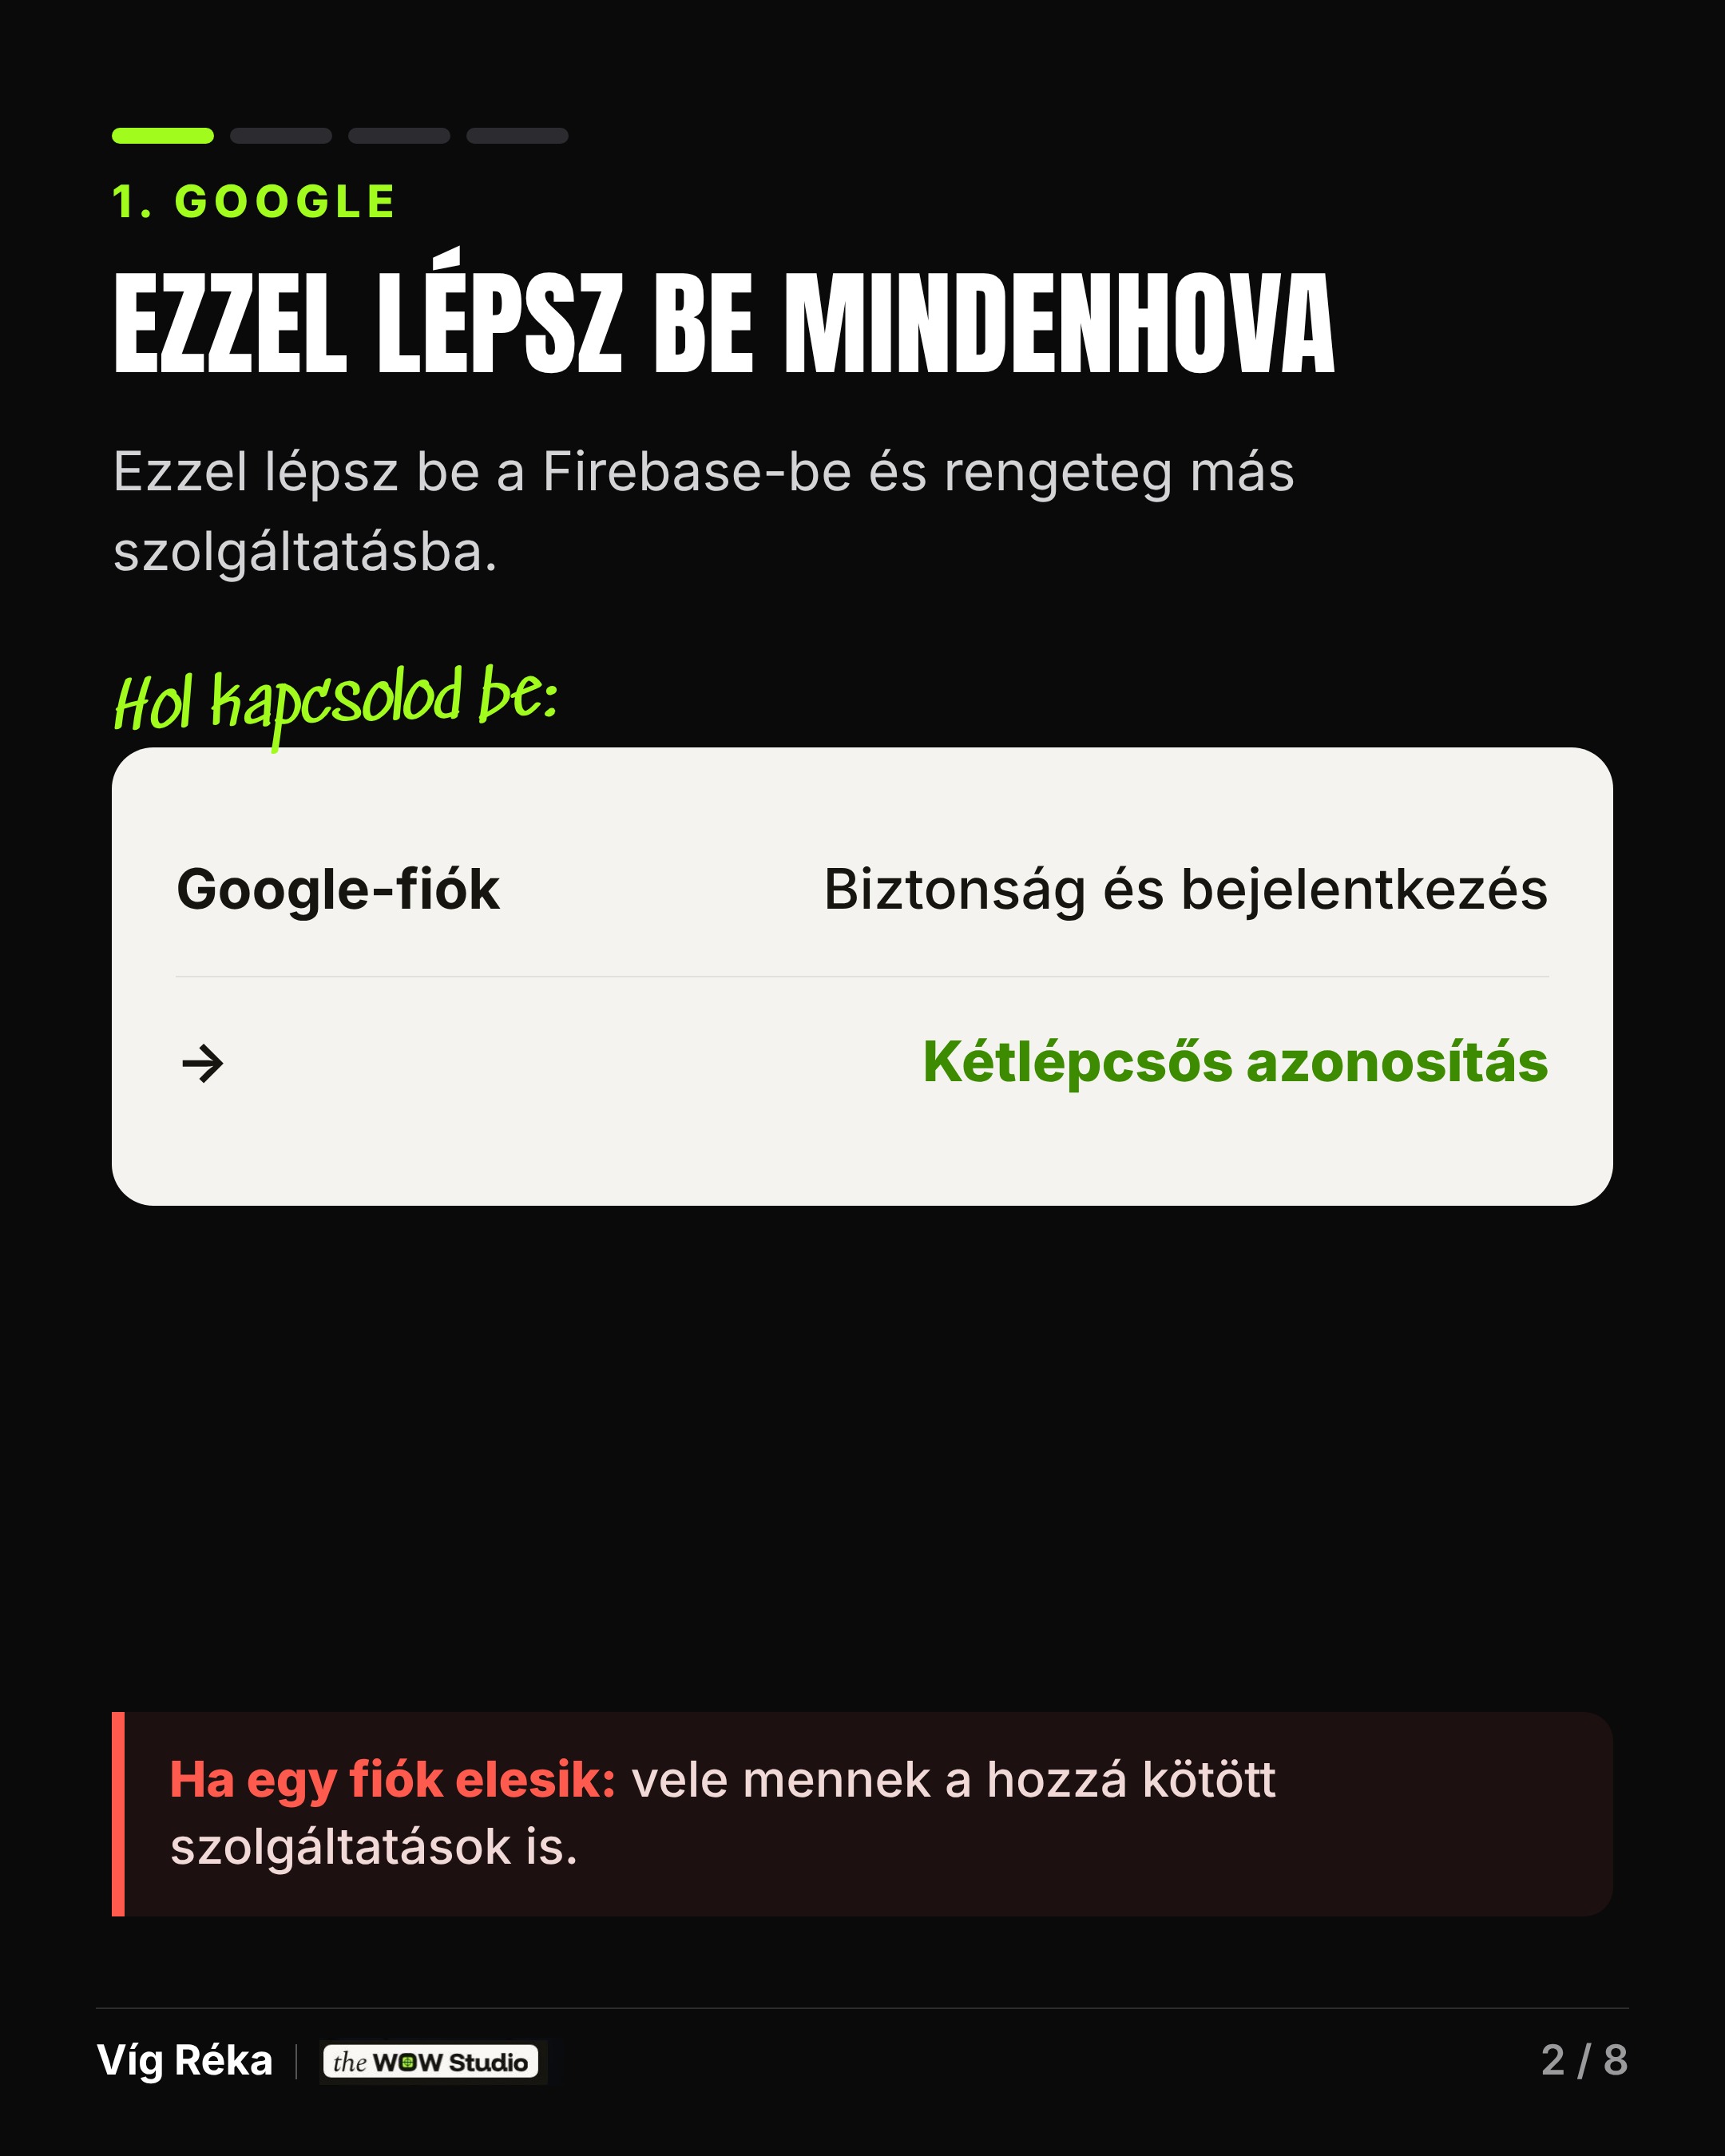 1. GOOGLE
EZZEL LÉPSZ BE MINDENHOVA
Ezzel lépsz be a Firebase-be és rengeteg más
szolgáltatásba.
Hol kapcsolod be:
Google-fiók Biztonság és bejelentkezés
→ Kétlépcsős azonosítás
Ha egy fiók elesik: vele mennek a hozzá kötött
szolgáltatások is.
Víg Réka | the WOW Studio 2 / 8